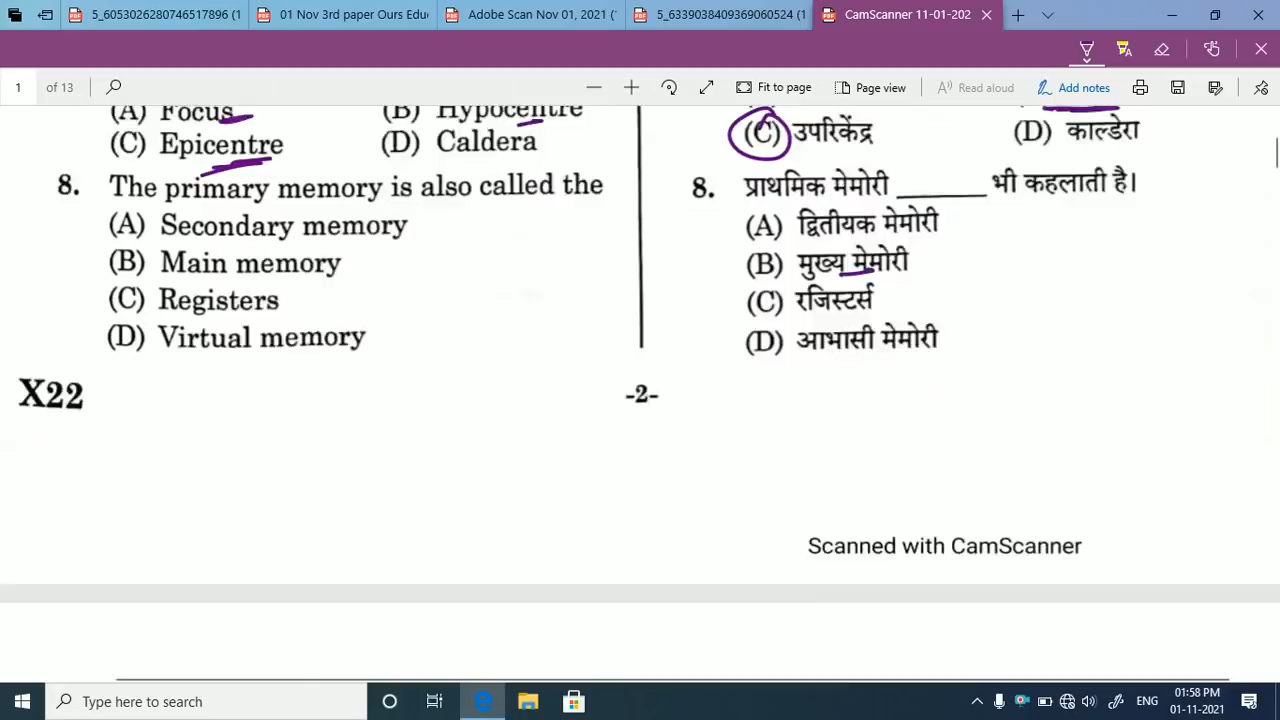 5_6053026280746517896 (1
01 Nov 3rd paper Ours Edu
Adobe Scan Nov 01, 2021 (
5_6339038409369060524 (1
CamScanner 11-01-202
1 of 13
Fit to page
Page view
Read aloud
Add notes
(A) Focus (B) Hypocentre
(C) Epicentre (D) Caldera
8. The primary memory is also called the
(A) Secondary memory
(B) Main memory
(C) Registers
(D) Virtual memory
(C) उपरिकेंद्र (D) काल्डेरा
8. प्राथमिक मेमोरी ______ भी कहलाती है।
(A) द्वितीयक मेमोरी
(B) मुख्य मेमोरी
(C) रजिस्टर्स
(D) आभासी मेमोरी
X22
-2-
Scanned with CamScanner
Type here to search
ENG
01:58 PM
01-11-2021